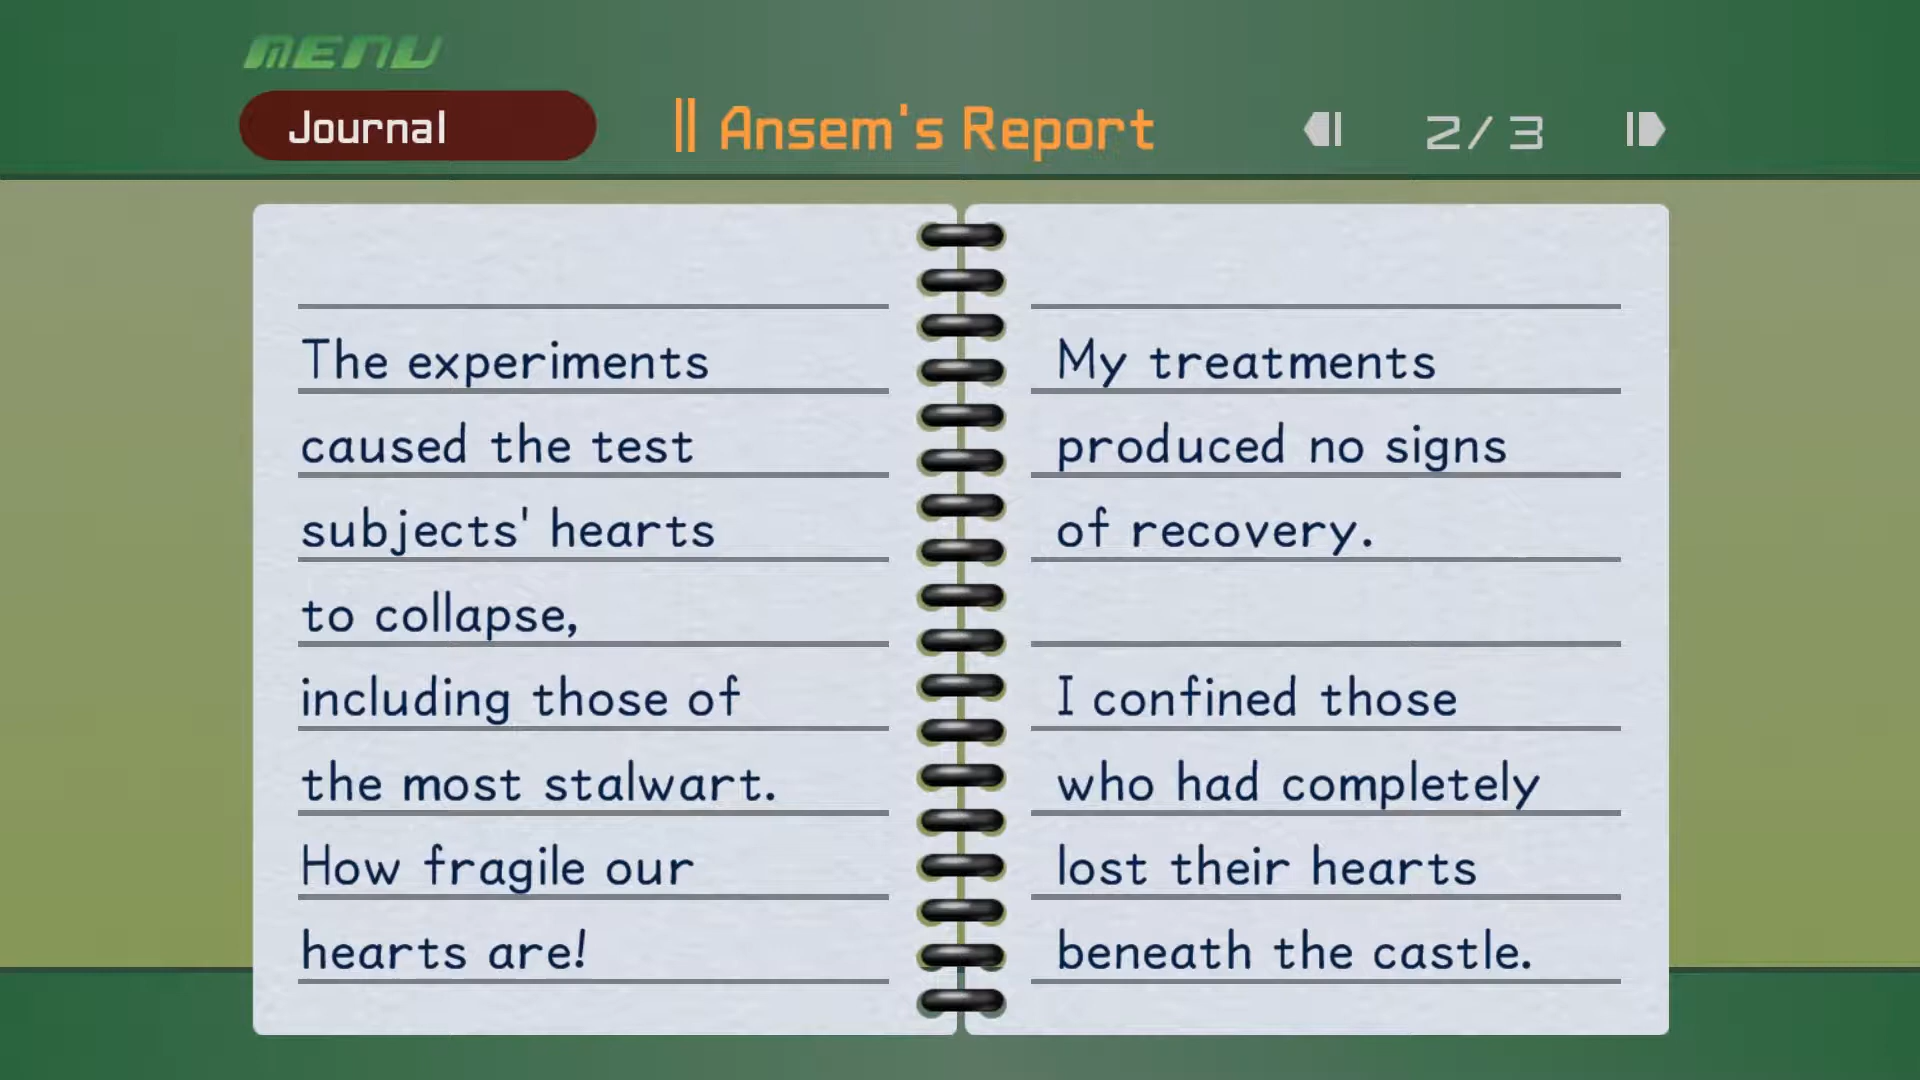 MENU
Journal
Ansem's Report
2/3
The experiments
caused the test
subjects' hearts
to collapse,
including those of
the most stalwart.
How fragile our
hearts are!
My treatments
produced no signs
of recovery.
I confined those
who had completely
lost their hearts
beneath the castle.